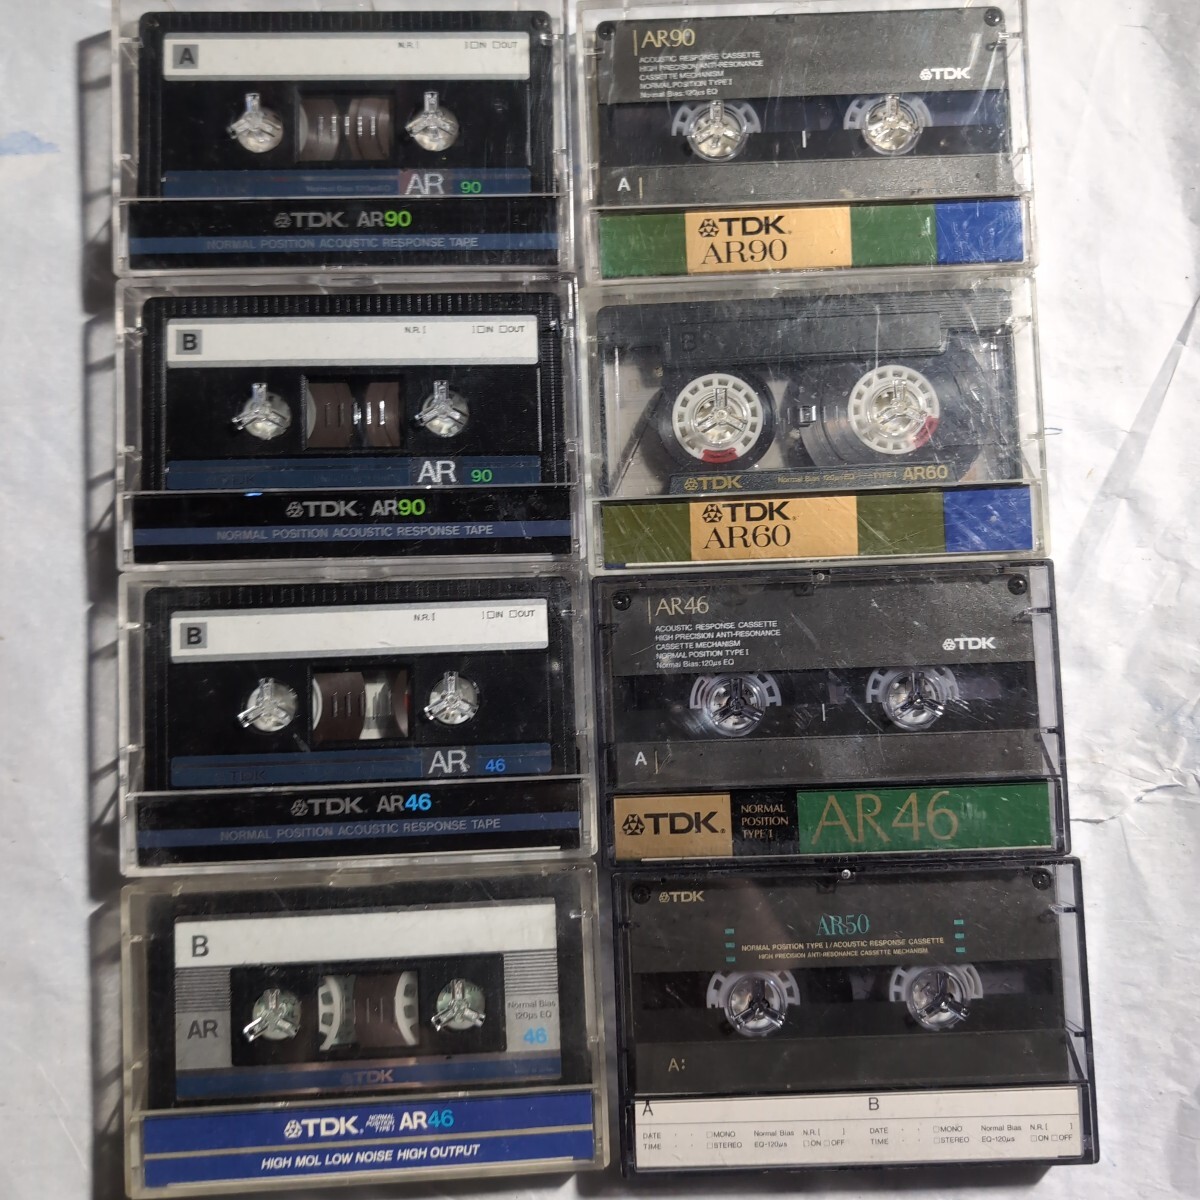 A
N.R.[ ]□IN □OUT
Normal Bias 120μs EQ
AR 90
TDK. AR90
NORMAL POSITION ACOUSTIC RESPONSE TAPE
B
N.R.[ ]□IN □OUT
AR 90
TDK. AR90
NORMAL POSITION ACOUSTIC RESPONSE TAPE
B
N.R.[ ]□IN □OUT
AR 46
TDK
TDK. AR46
NORMAL POSITION ACOUSTIC RESPONSE TAPE
B
AR
Normal Bias
120μs EQ
46
TDK
TDK. NORMAL POSITION TYPE I AR46
HIGH MOL LOW NOISE HIGH OUTPUT
AR90
ACOUSTIC RESPONSE CASSETTE
HIGH PRECISION ANTI-RESONANCE
CASSETTE MECHANISM
NORMAL POSITION TYPE I
Normal Bias:120μs EQ
TDK
A
TDK.
AR90
B
TDK Normal Bias 120μs EQ TYPE I AR60
TDK.
AR60
AR46
ACOUSTIC RESPONSE CASSETTE
HIGH PRECISION ANTI-RESONANCE
CASSETTE MECHANISM
NORMAL POSITION TYPE I
Normal Bias:120μs EQ
TDK
A
TDK.
NORMAL
POSITION
TYPE I
AR46
TDK
AR50
NORMAL POSITION TYPE I/ACOUSTIC RESPONSE CASSETTE
HIGH PRECISION ANTI-RESONANCE CASSETTE MECHANISM
A:
A B
DATE · · □MONO Normal Bias N.R.[ ] DATE · · □MONO Normal Bias N.R.[ ]
TIME □STEREO EQ-120μs □ON □OFF TIME □STEREO EQ-120μs □ON □OFF